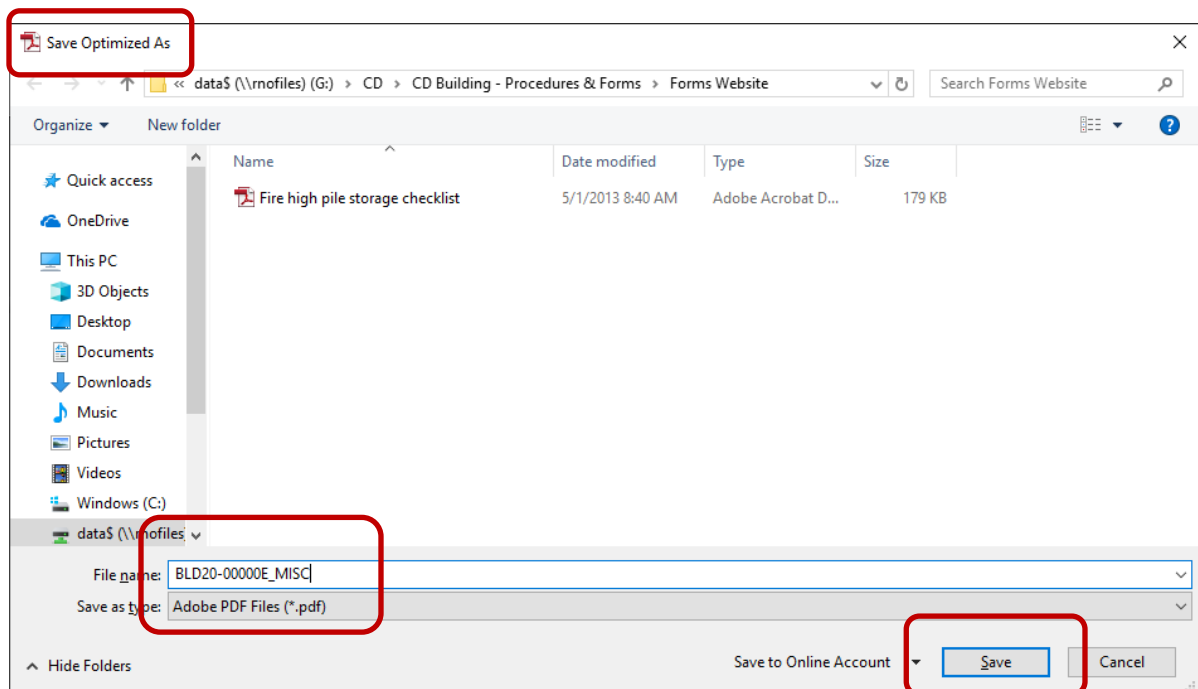 Save Optimized As
« data$ (\\rnofiles) (G:) › CD › CD Building - Procedures & Forms › Forms Website
Search Forms Website
Organize New folder
?
Name Date modified Type Size
Fire high pile storage checklist 5/1/2013 8:40 AM Adobe Acrobat D... 179 KB
Quick access
OneDrive
This PC
3D Objects
Desktop
Documents
Downloads
Music
Pictures
Videos
Windows (C:)
data$ (\\rnofiles)
File name: BLD20-00000E_MISC
Save as type: Adobe PDF Files (*.pdf)
Hide Folders Save to Online Account Save Cancel